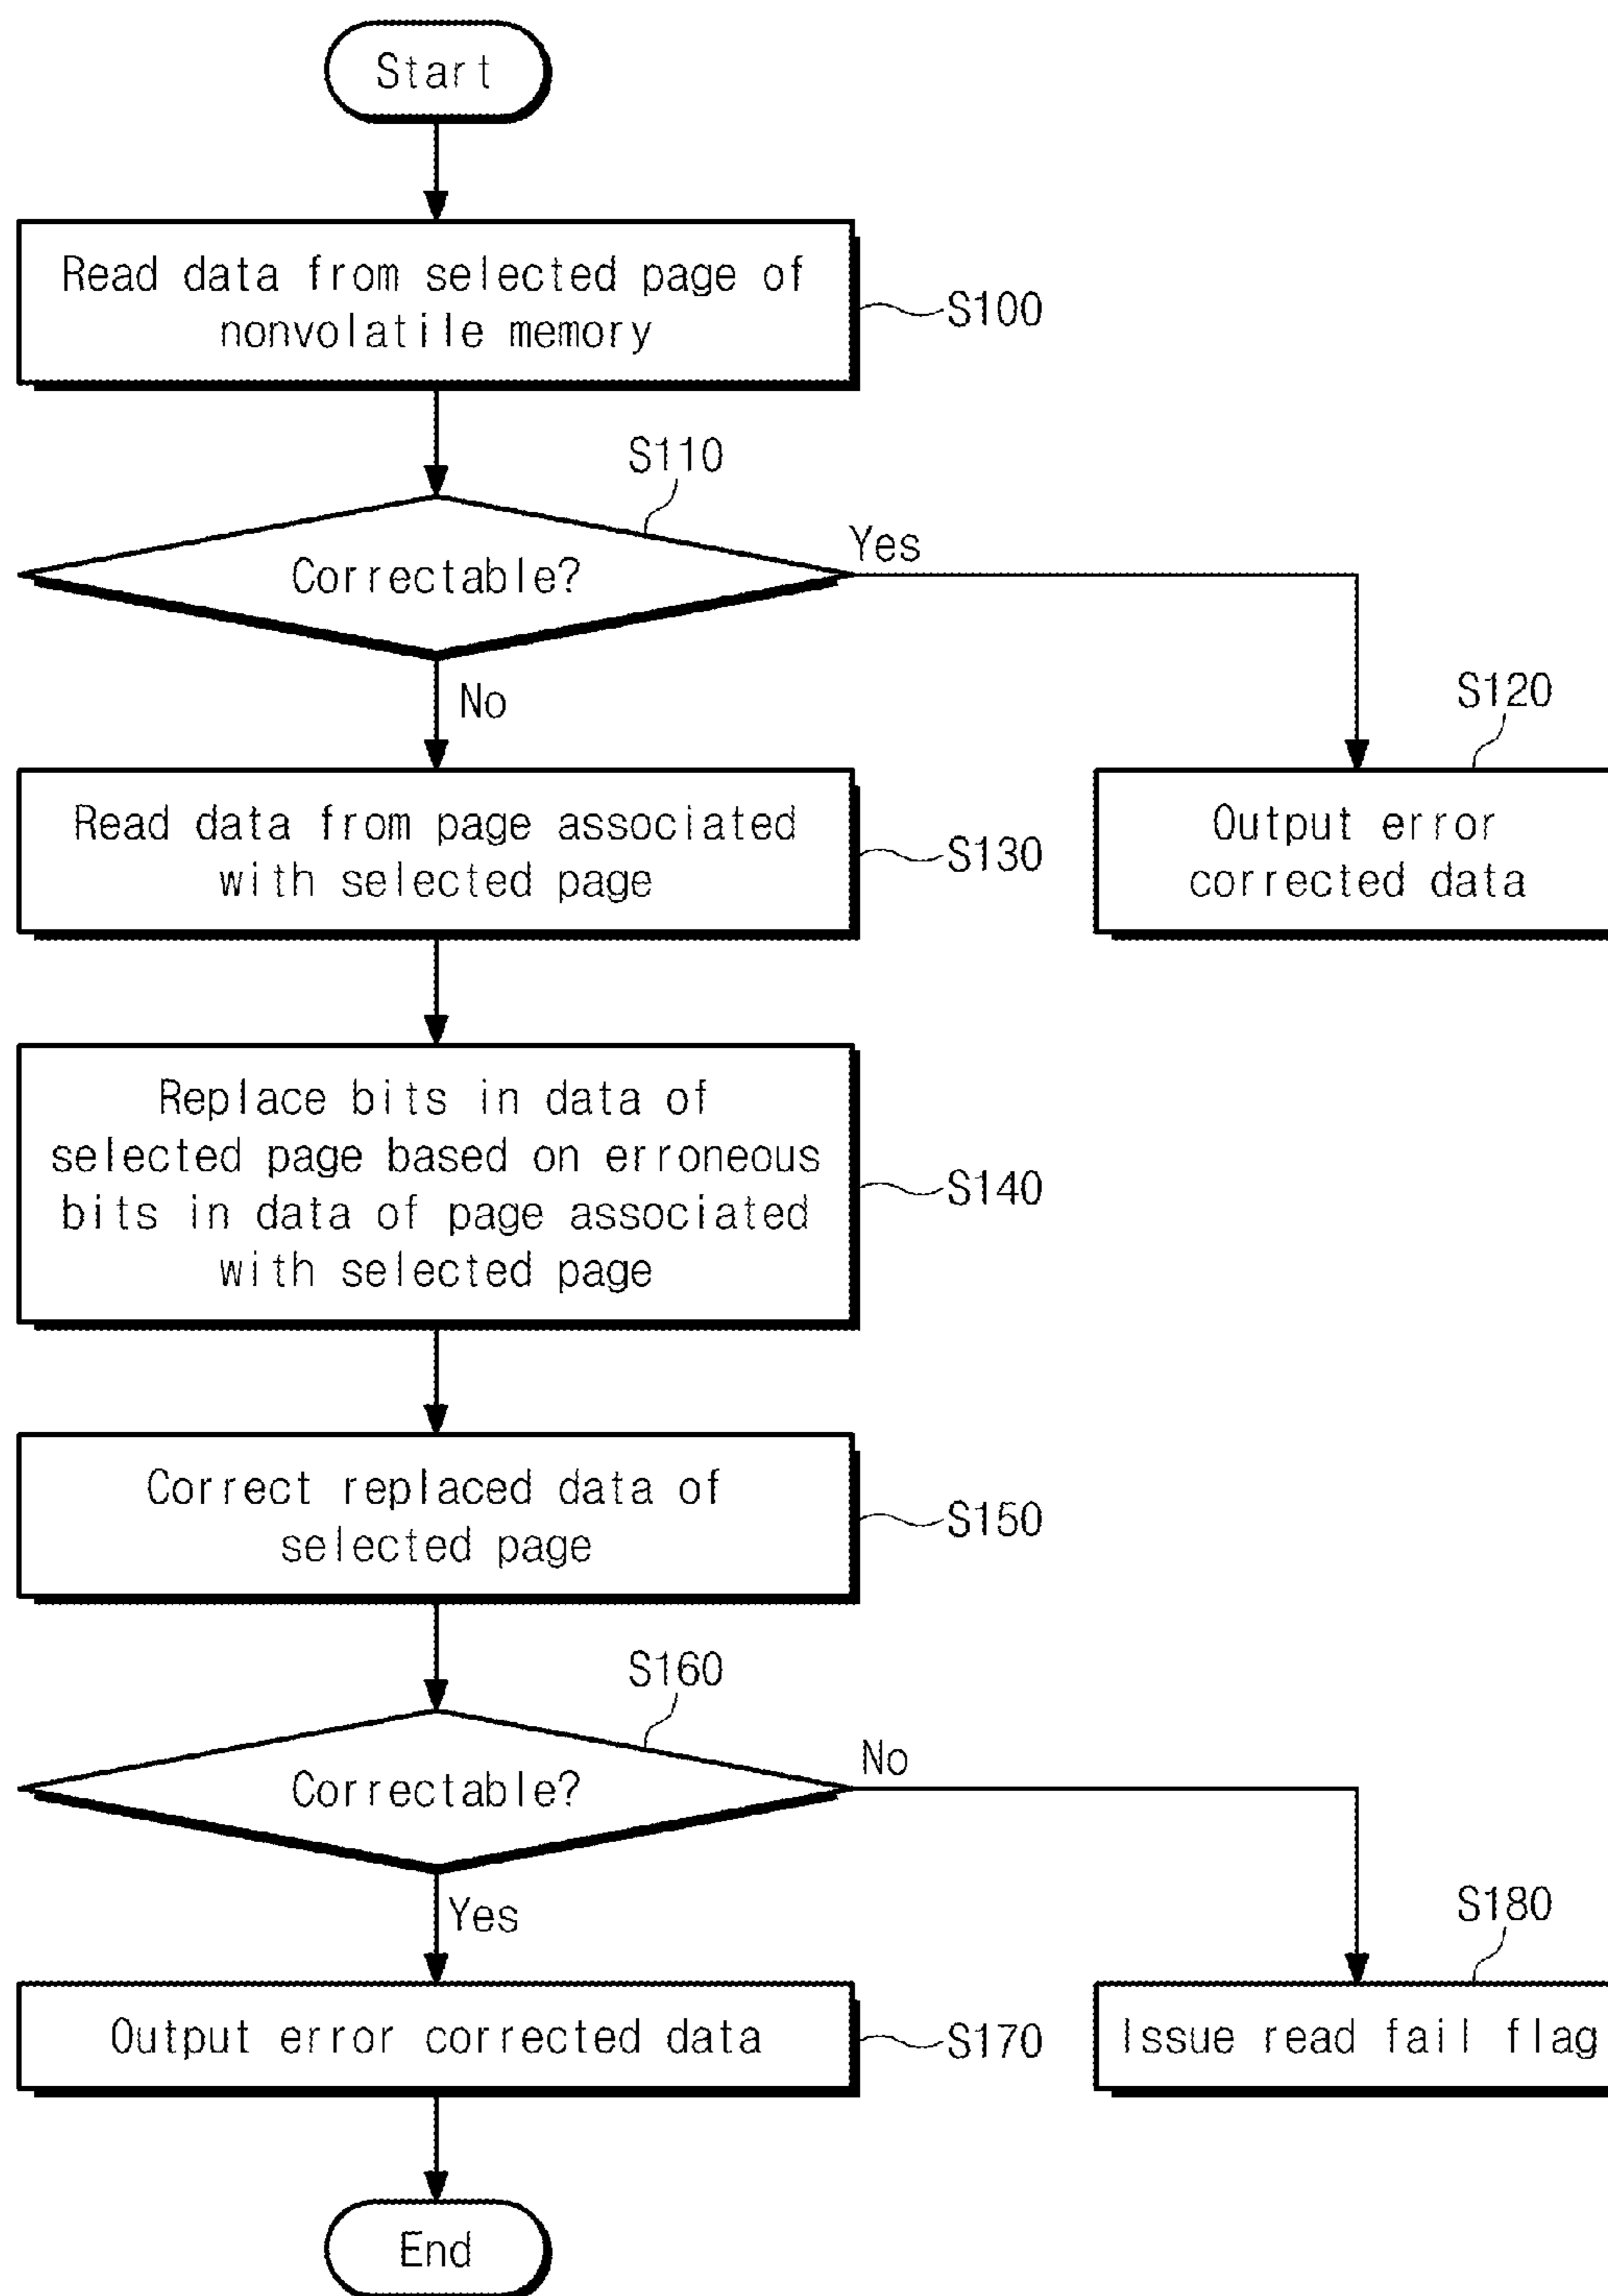 Start
Read data from selected page of
nonvolatile memory
S100
S110
Correctable?
Yes
No
S120
Output error
corrected data
Read data from page associated
with selected page
S130
Replace bits in data of
selected page based on erroneous
bits in data of page associated
with selected page
S140
Correct replaced data of
selected page
S150
S160
Correctable?
No
Yes
S180
Issue read fail flag
Output error corrected data
S170
End